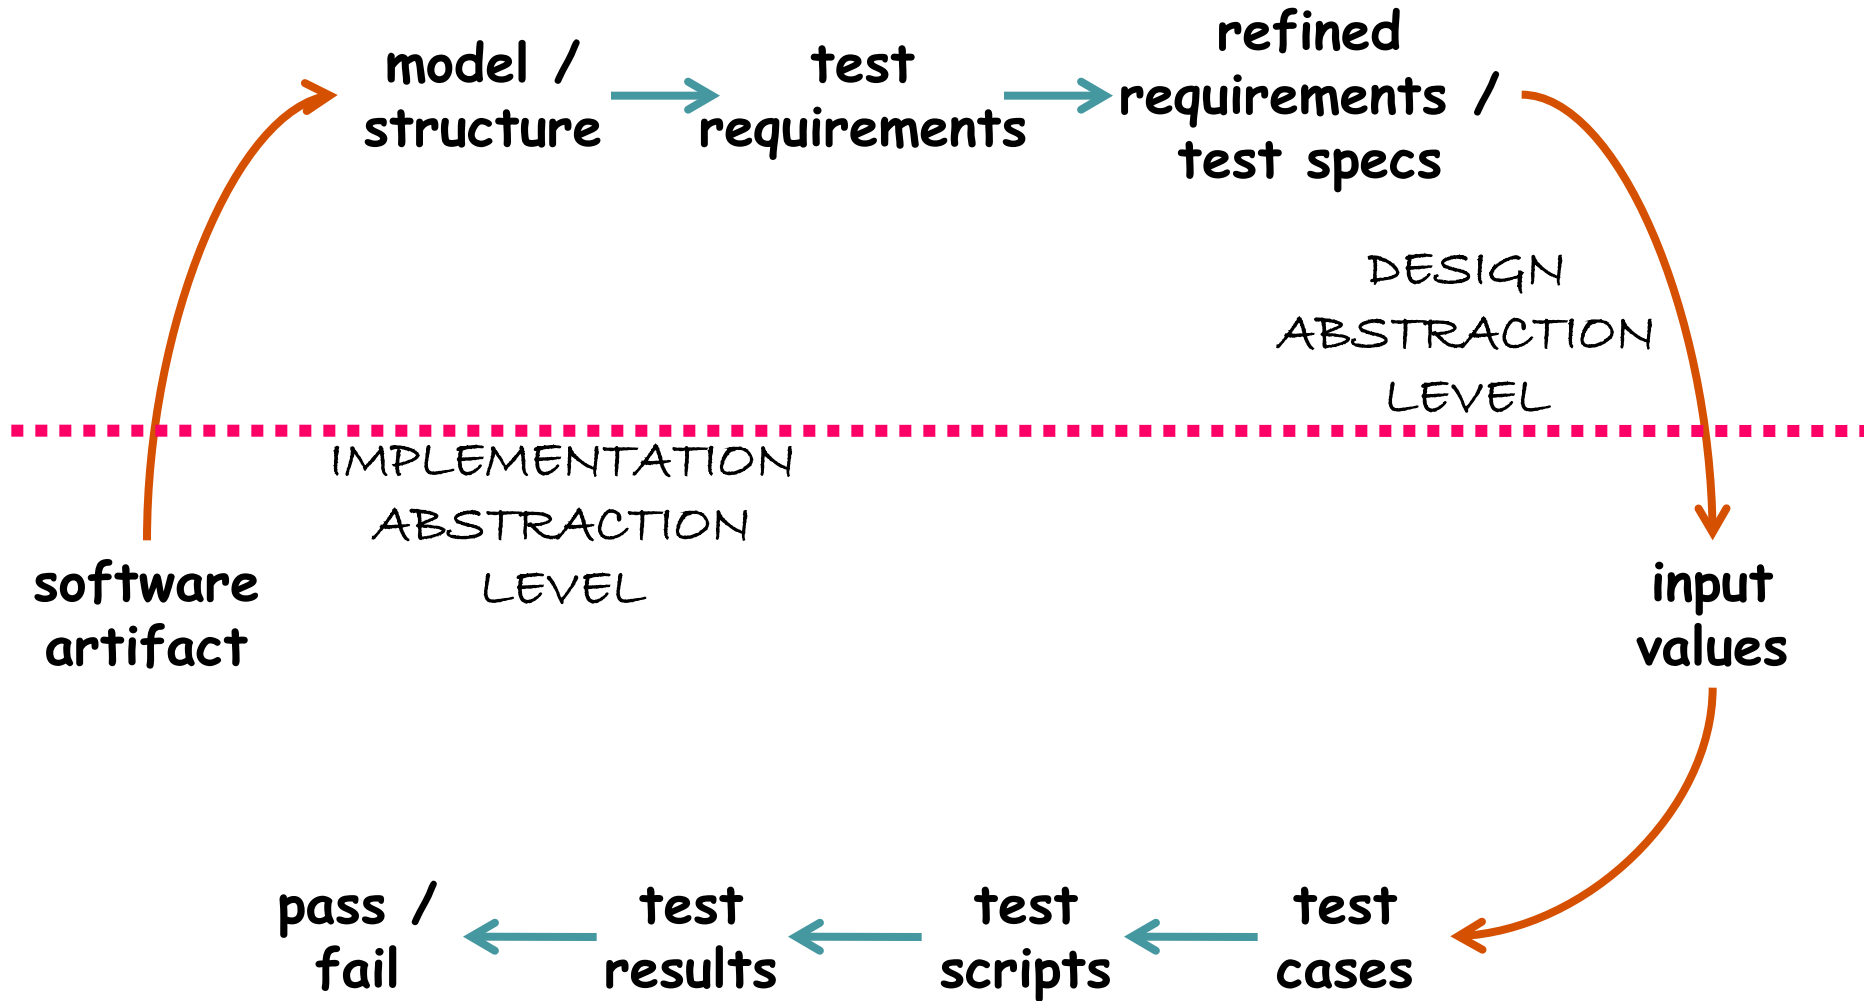 model /
structure
test
requirements
refined
requirements /
test specs
DESIGN
ABSTRACTION
LEVEL
IMPLEMENTATION
ABSTRACTION
LEVEL
software
artifact
input
values
pass /
fail
test
results
test
scripts
test
cases